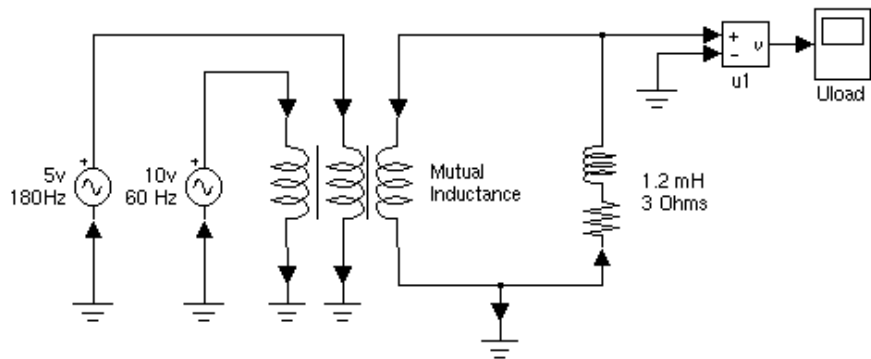 +
-
v
u1
Uload
+
5v
180Hz
+
10v
60 Hz
Mutual
Inductance
1.2 mH
3 Ohms